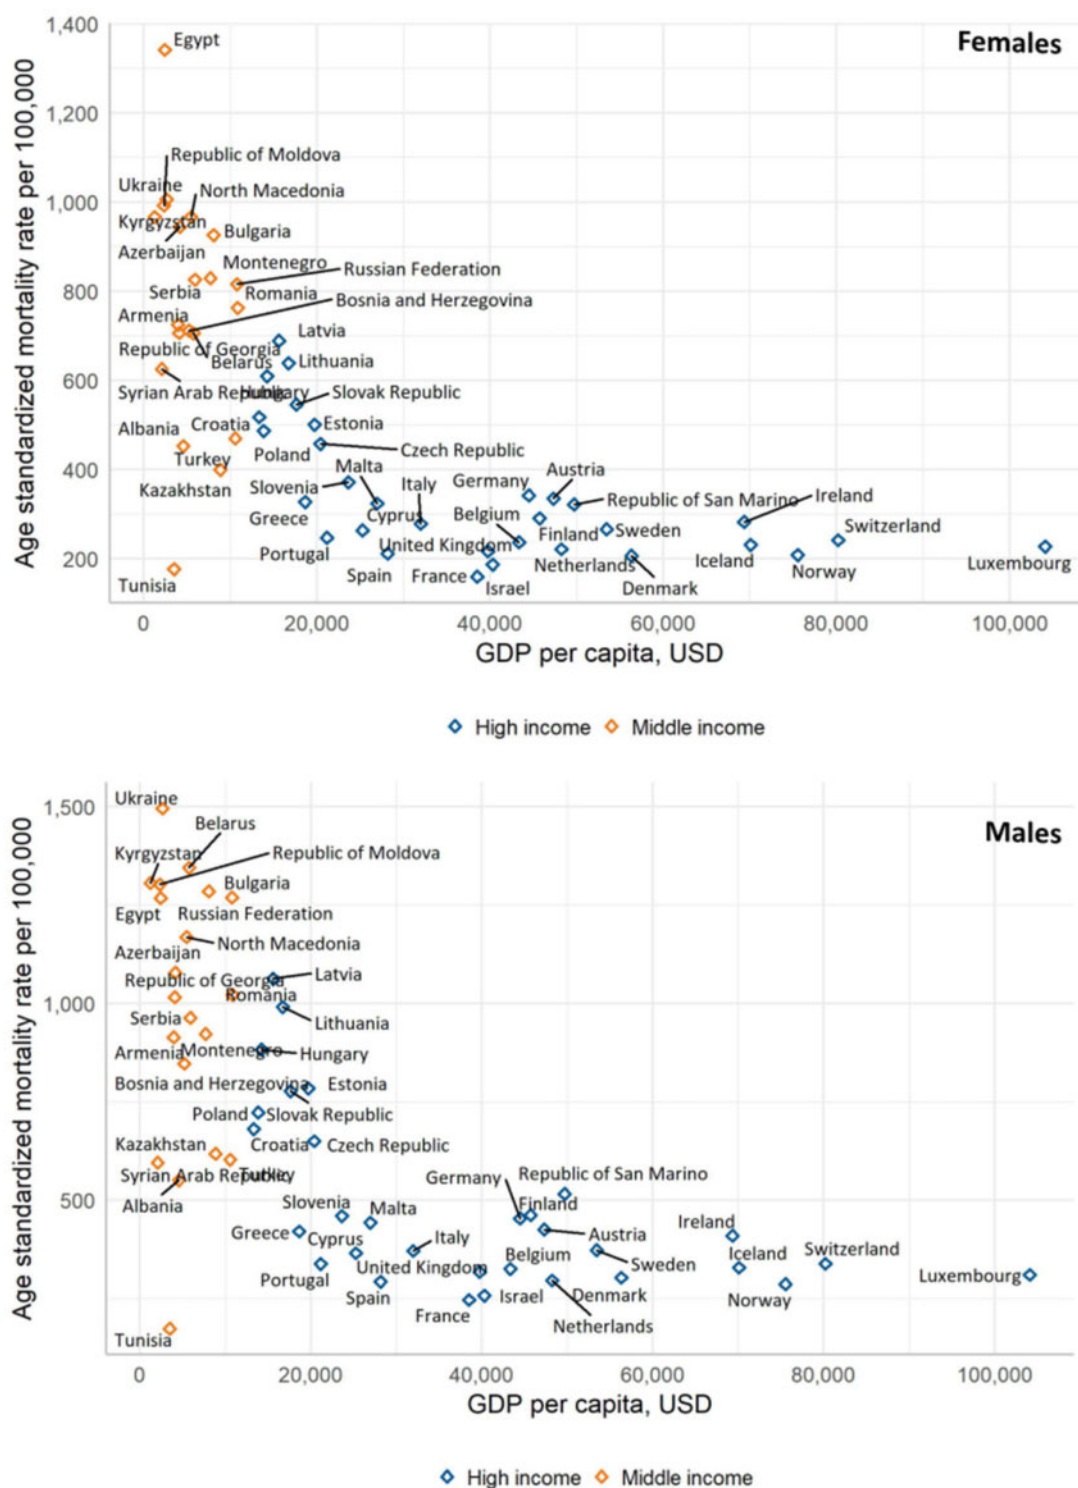 Females
Age standardized mortality rate per 100,000
1,400
1,200
1,000
800
600
400
200
Egypt
Republic of Moldova
Ukraine
North Macedonia
Kyrgyzstan
Bulgaria
Azerbaijan
Montenegro
Russian Federation
Serbia
Romania
Bosnia and Herzegovina
Armenia
Latvia
Republic of Georgia
Belarus
Lithuania
Syrian Arab Republic
Hungary
Slovak Republic
Albania
Croatia
Estonia
Poland
Czech Republic
Turkey
Malta
Austria
Kazakhstan
Slovenia
Italy
Germany
Republic of San Marino
Ireland
Greece
Cyprus
Belgium
Finland
Sweden
Switzerland
Portugal
United Kingdom
Netherlands
Iceland
Luxembourg
Tunisia
Spain
France
Israel
Denmark
Norway
0
20,000
40,000
60,000
80,000
100,000
GDP per capita, USD
High income
Middle income
Males
Age standardized mortality rate per 100,000
1,500
1,000
500
Ukraine
Belarus
Kyrgyzstan
Republic of Moldova
Bulgaria
Egypt
Russian Federation
North Macedonia
Azerbaijan
Republic of Georgia
Latvia
Romania
Serbia
Lithuania
Armenia
Montenegro
Hungary
Bosnia and Herzegovina
Estonia
Poland
Slovak Republic
Kazakhstan
Croatia
Czech Republic
Syrian Arab Republic
Turkey
Albania
Germany
Republic of San Marino
Slovenia
Malta
Finland
Ireland
Greece
Cyprus
Italy
Austria
Iceland
Switzerland
Portugal
United Kingdom
Belgium
Sweden
Luxembourg
Spain
France
Israel
Denmark
Norway
Netherlands
Tunisia
0
20,000
40,000
60,000
80,000
100,000
GDP per capita, USD
High income
Middle income